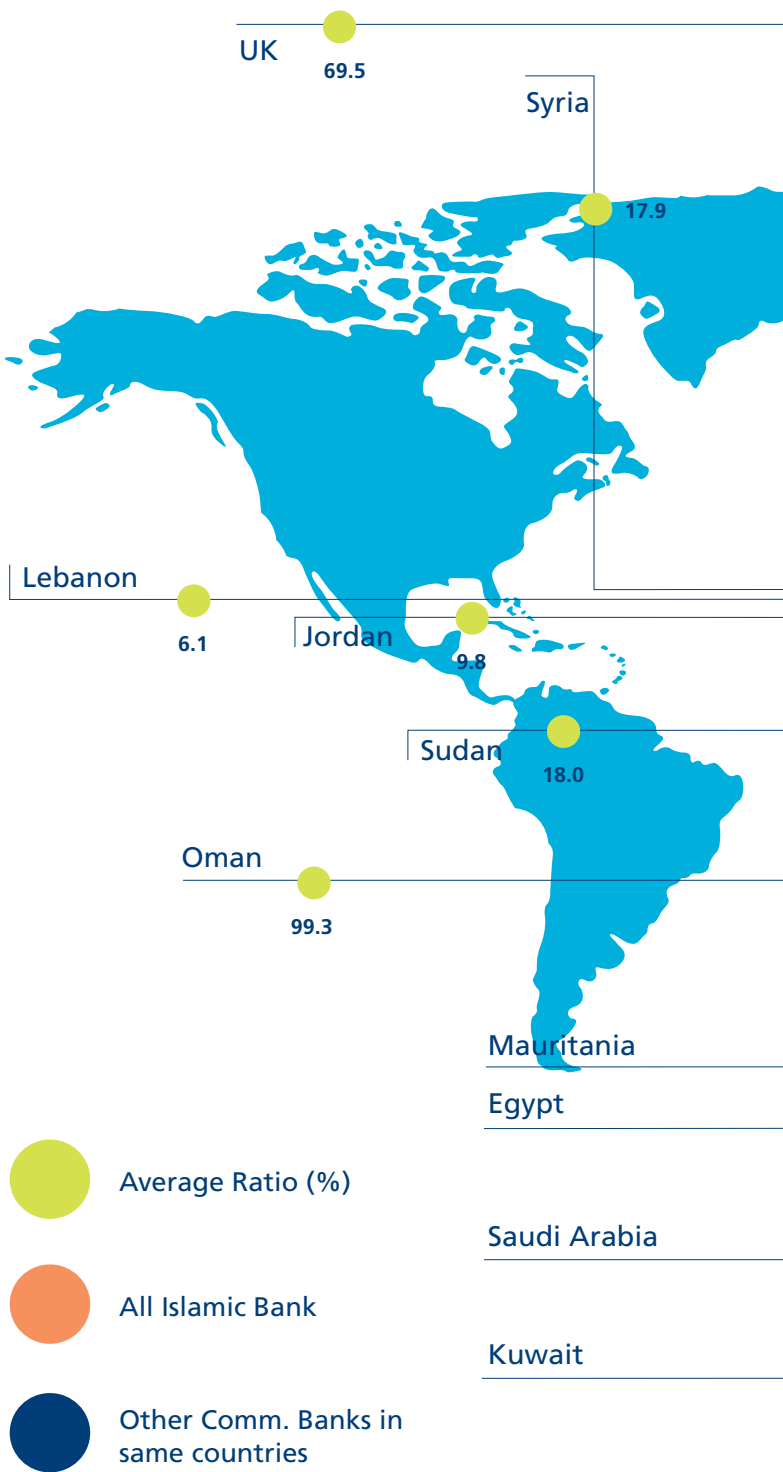 UK
69.5
Syria
17.9
Lebanon
6.1
Jordan
9.8
Sudan
18.0
Oman
99.3
Mauritania
Egypt
Average Ratio (%)
Saudi Arabia
All Islamic Bank
Kuwait
Other Comm. Banks in
same countries